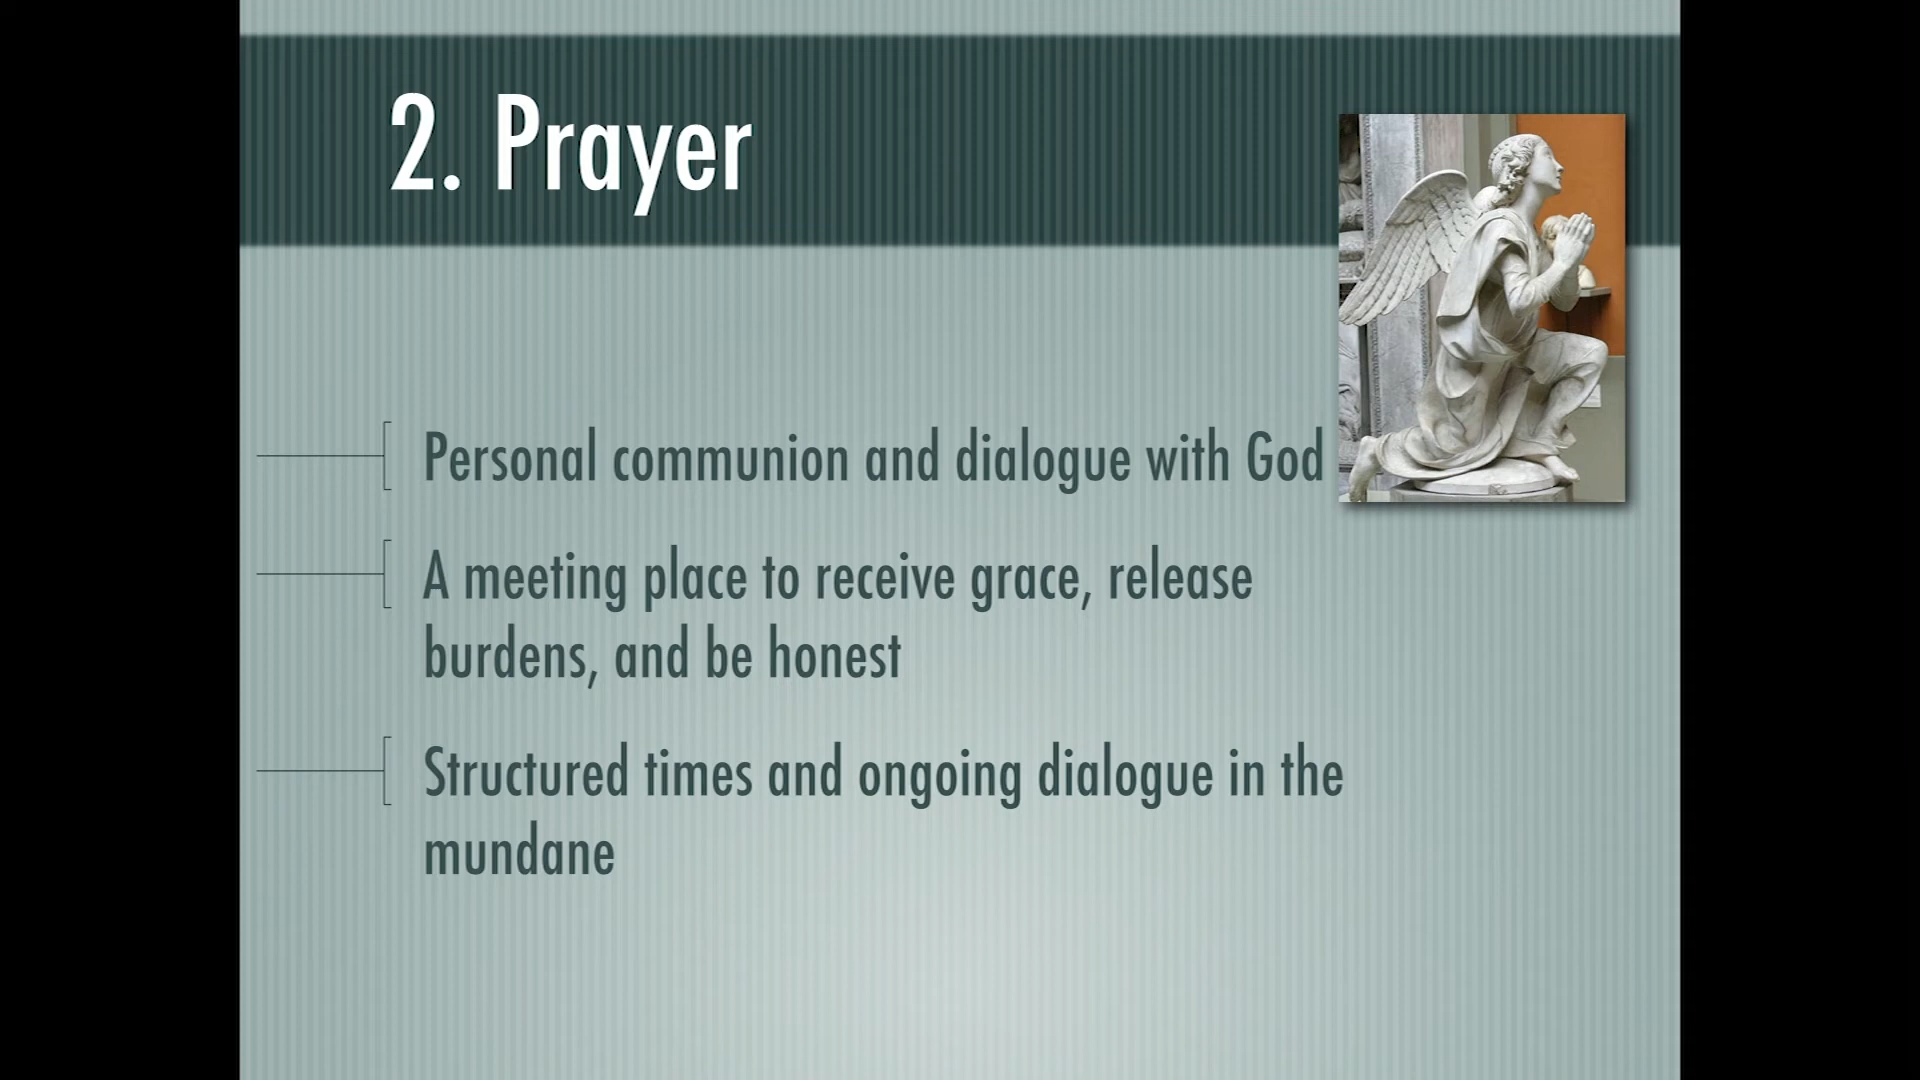 2. Prayer
Personal communion and dialogue with God
A meeting place to receive grace, release
burdens, and be honest
Structured times and ongoing dialogue in the
mundane